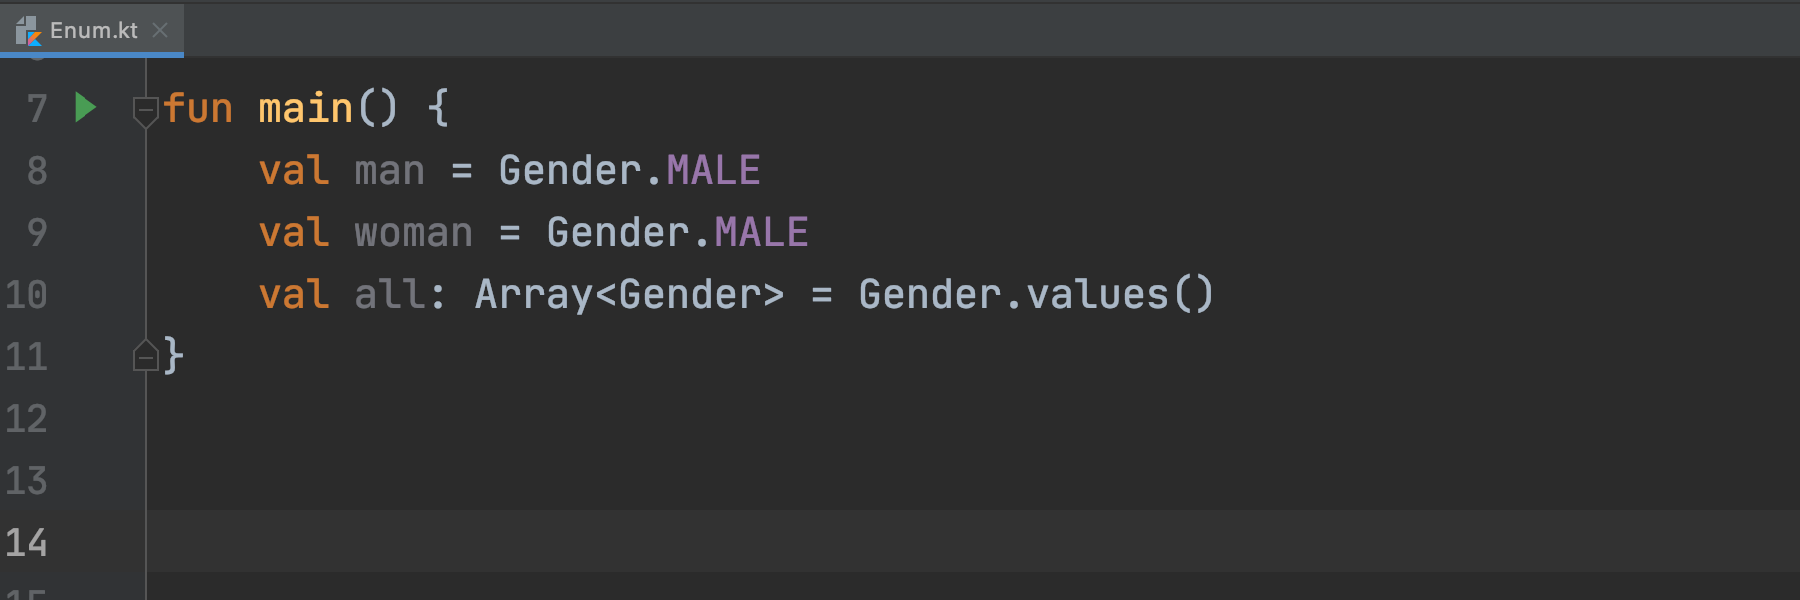 Enum.kt
7 fun main() {
8 val man = Gender.MALE
9 val woman = Gender.MALE
10 val all: Array<Gender> = Gender.values()
11 }
12
13
14